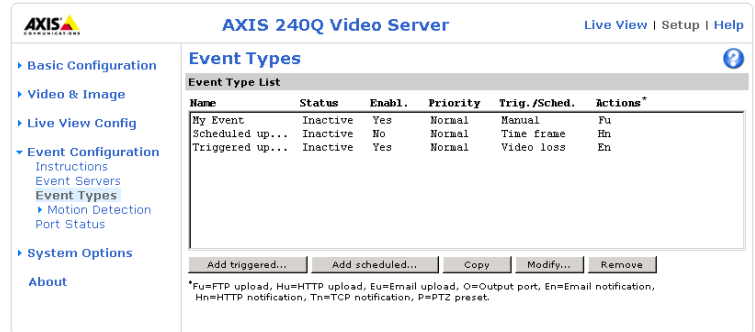 AXIS
COMMUNICATIONS
AXIS 240Q Video Server
Live View | Setup | Help
Basic Configuration
Video & Image
Live View Config
Event Configuration
Instructions
Event Servers
Event Types
Motion Detection
Port Status
System Options
About
Event Types
?
Event Type List
Name Status Enabl. Priority Trig./Sched. Actions*
My Event Inactive Yes Normal Manual Fu
Scheduled up... Inactive No Normal Time frame Hn
Triggered up... Inactive Yes Normal Video loss En
Add triggered... Add scheduled... Copy Modify... Remove
*Fu=FTP upload, Hu=HTTP upload, Eu=Email upload, O=Output port, En=Email notification,
Hn=HTTP notification, Tn=TCP notification, P=PTZ preset.